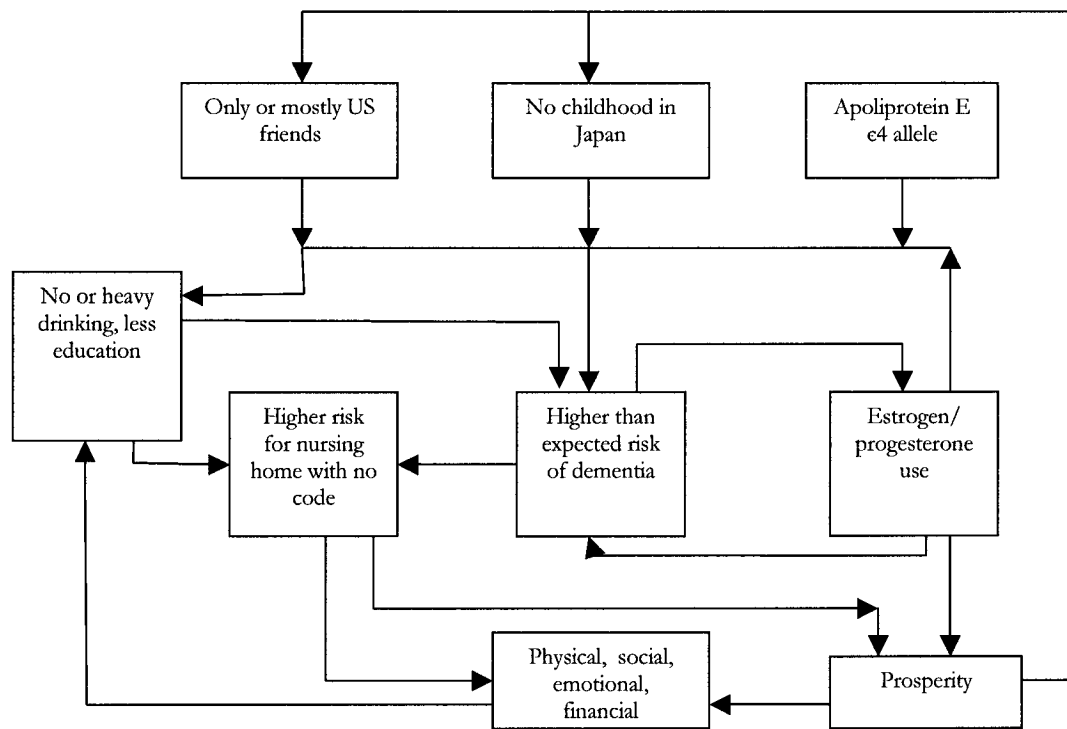 Only or mostly US
friends
No childhood in
Japan
Apoliprotein E
є4 allele
No or heavy
drinking, less
education
Higher risk
for nursing
home with no
code
Higher than
expected risk
of dementia
Estrogen/
progesterone
use
Physical, social,
emotional,
financial
Prosperity